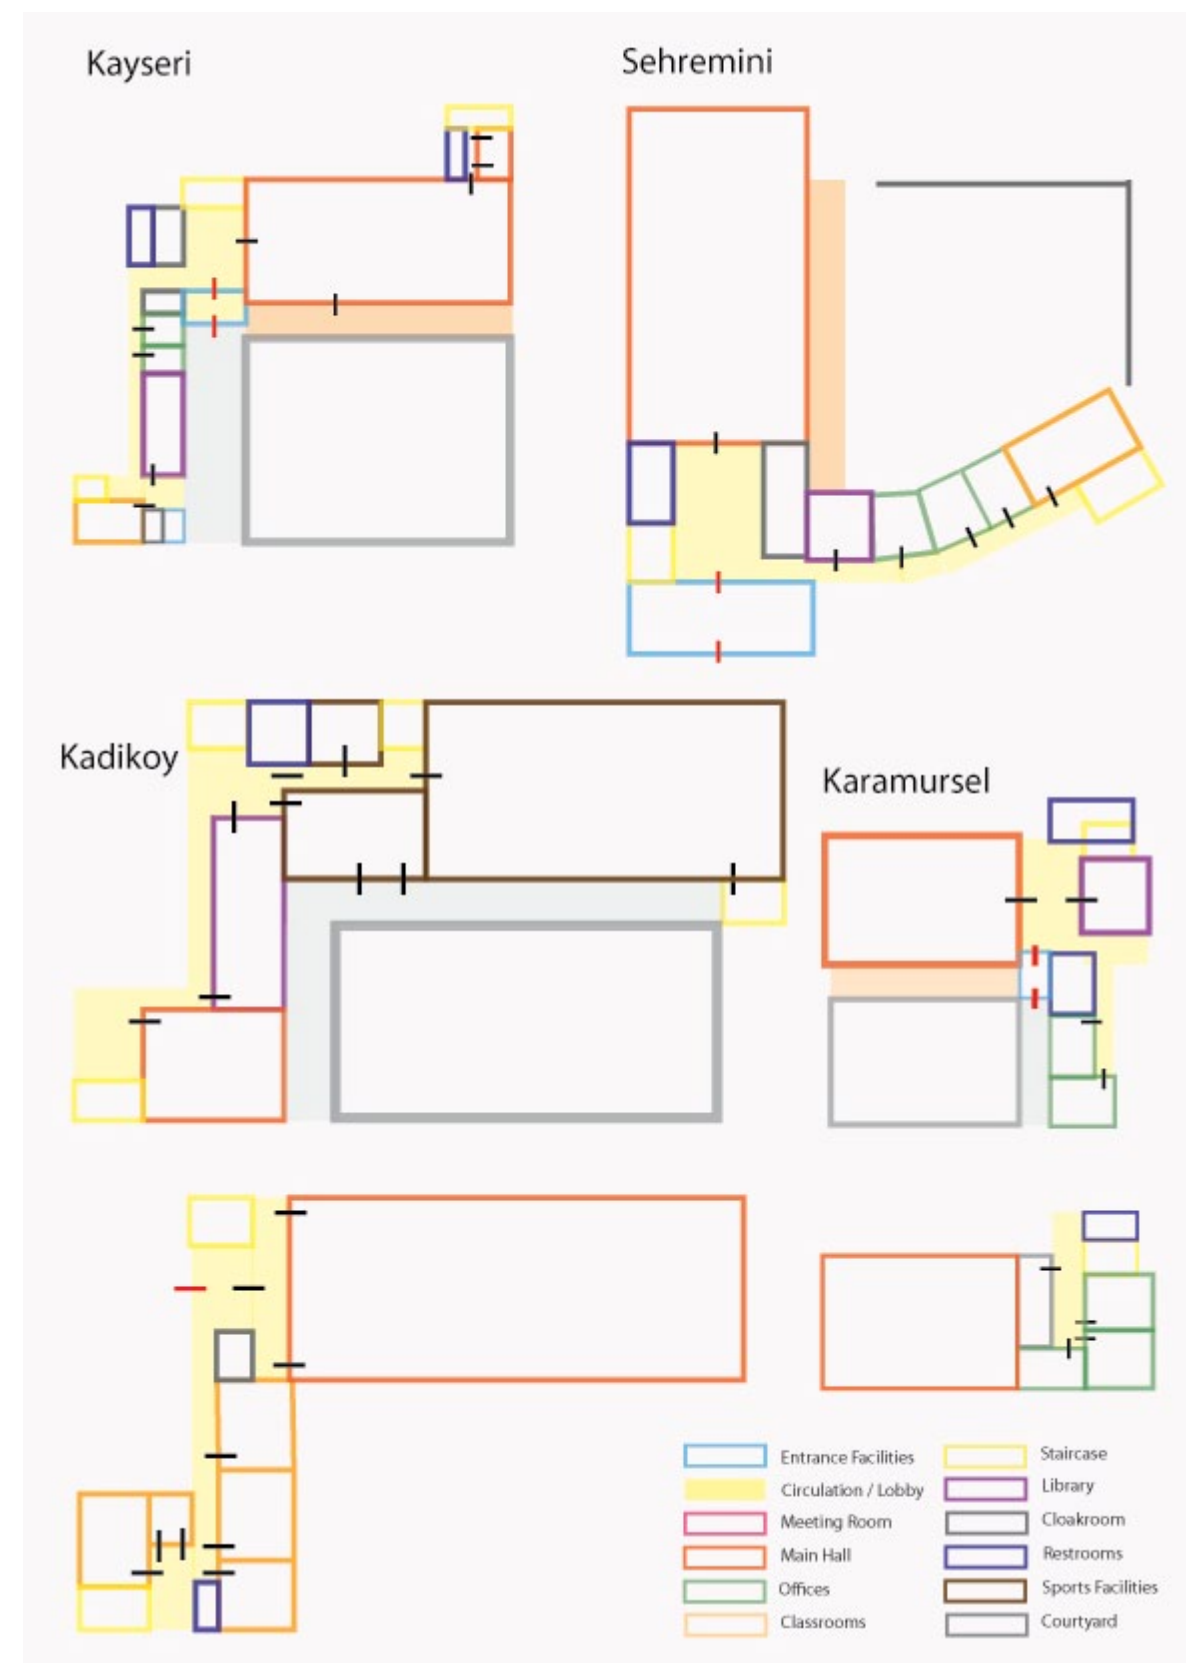 Kayseri
Sehremini
Kadikoy
Karamursel
Entrance Facilities
Circulation / Lobby
Meeting Room
Main Hall
Offices
Classrooms
Staircase
Library
Cloakroom
Restrooms
Sports Facilities
Courtyard